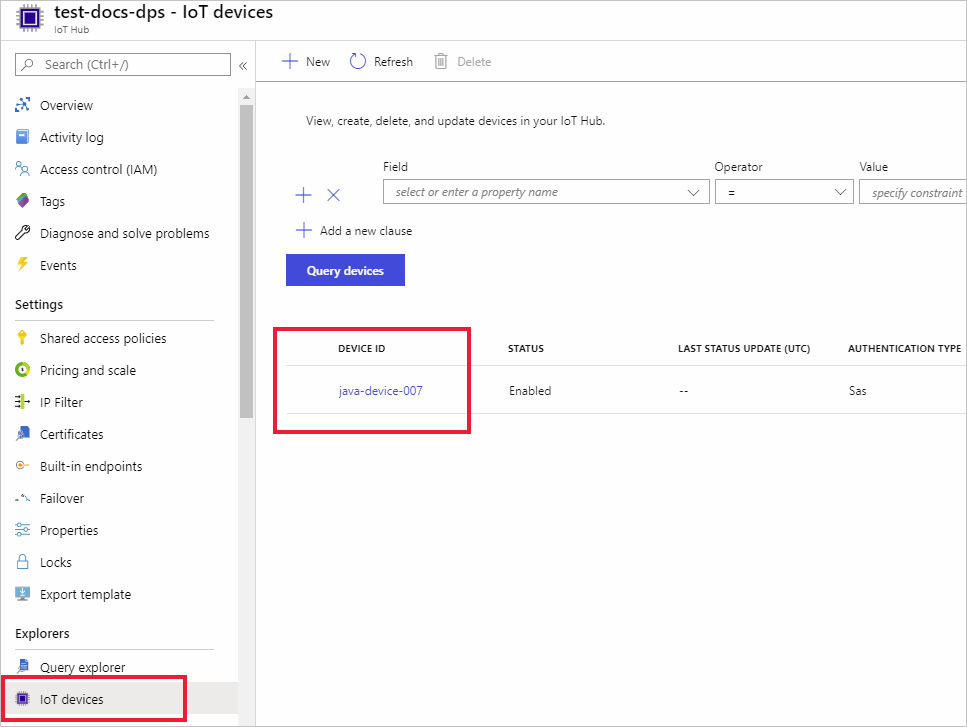 test-docs-dps - IoT devices
IoT Hub
Search (Ctrl+/)
«
Overview
Activity log
Access control (IAM)
Tags
Diagnose and solve problems
Events
Settings
Shared access policies
Pricing and scale
IP Filter
Certificates
Built-in endpoints
Failover
Properties
Locks
Export template
Explorers
Query explorer
IoT devices
New Refresh Delete
View, create, delete, and update devices in your IoT Hub.
Field Operator Value
select or enter a property name = specify constraint
Add a new clause
Query devices
DEVICE ID STATUS LAST STATUS UPDATE (UTC) AUTHENTICATION TYPE
java-device-007 Enabled -- Sas